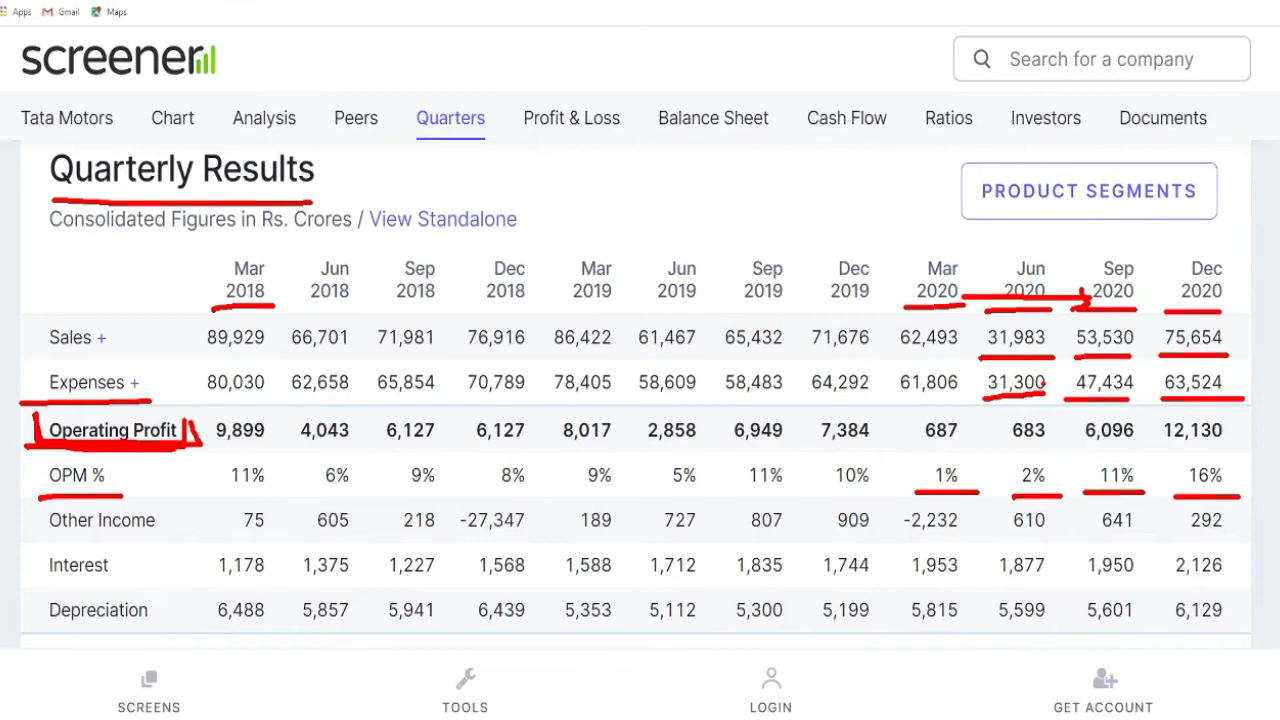 Apps Gmail Maps
screener
Search for a company
Tata Motors Chart Analysis Peers Quarters Profit & Loss Balance Sheet Cash Flow Ratios Investors Documents
Quarterly Results
PRODUCT SEGMENTS
Consolidated Figures in Rs. Crores / View Standalone
Mar Jun Sep Dec Mar Jun Sep Dec Mar Jun Sep Dec
2018 2018 2018 2018 2019 2019 2019 2019 2020 2020 2020 2020
Sales + 89,929 66,701 71,981 76,916 86,422 61,467 65,432 71,676 62,493 31,983 53,530 75,654
Expenses + 80,030 62,658 65,854 70,789 78,405 58,609 58,483 64,292 61,806 31,300 47,434 63,524
Operating Profit 9,899 4,043 6,127 6,127 8,017 2,858 6,949 7,384 687 683 6,096 12,130
OPM % 11% 6% 9% 8% 9% 5% 11% 10% 1% 2% 11% 16%
Other Income 75 605 218 -27,347 189 727 807 909 -2,232 610 641 292
Interest 1,178 1,375 1,227 1,568 1,588 1,712 1,835 1,744 1,953 1,877 1,950 2,126
Depreciation 6,488 5,857 5,941 6,439 5,353 5,112 5,300 5,199 5,815 5,599 5,601 6,129
SCREENS TOOLS LOGIN GET ACCOUNT